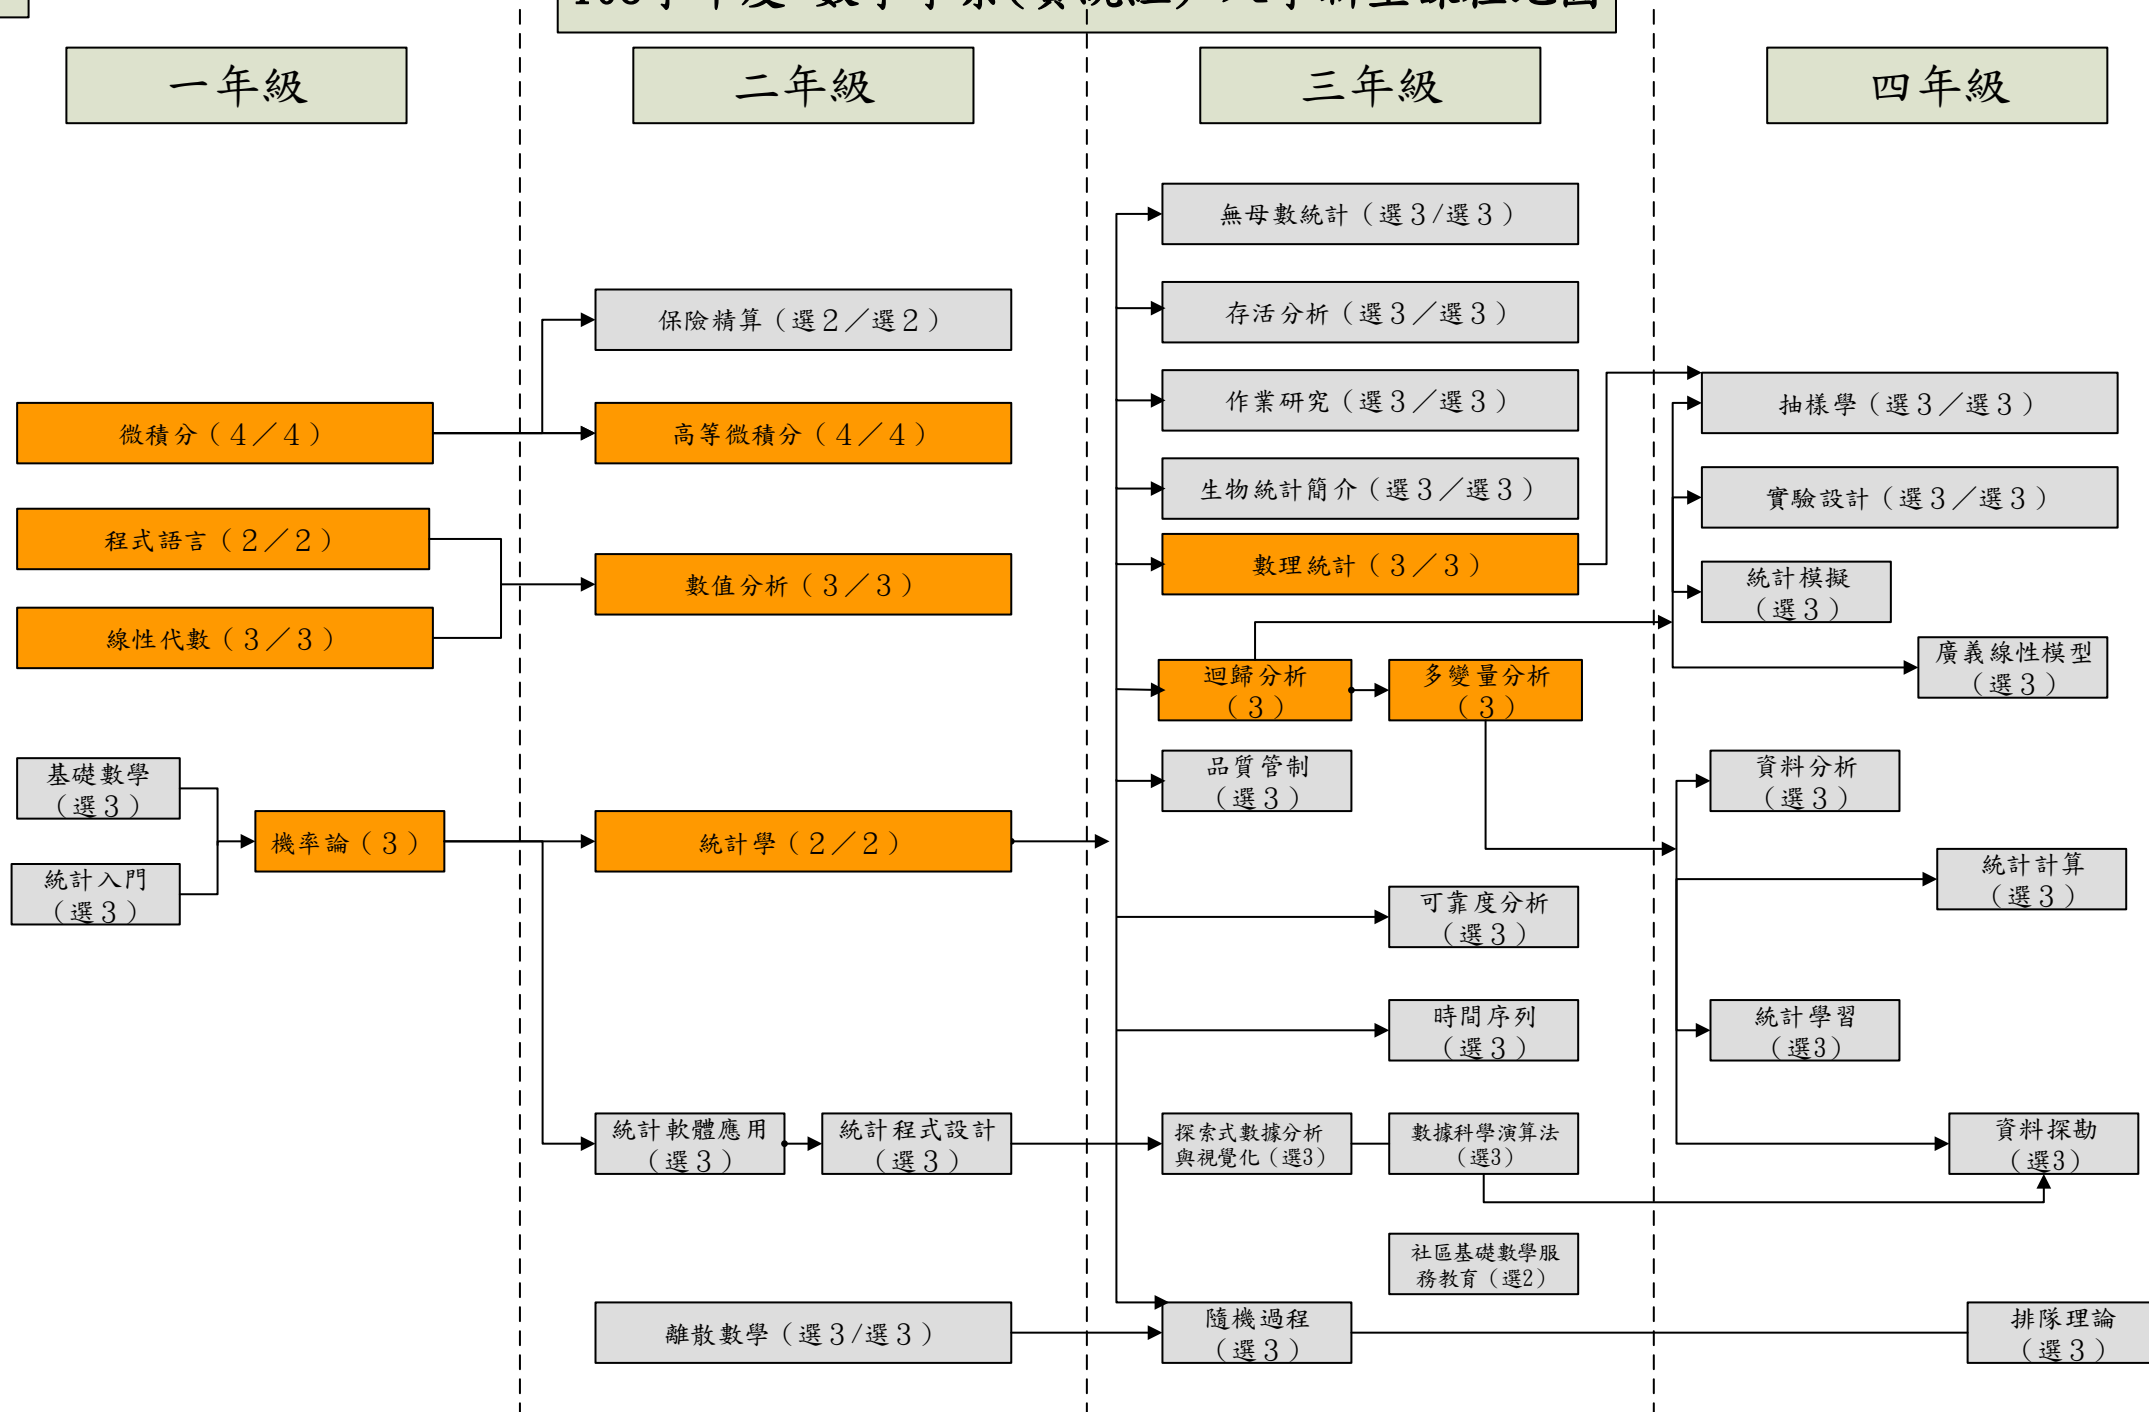 一年級
二年級
三年級
四年級
無母數統計（選３/選３）
存活分析（選３／選３）
保險精算（選２／選２）
作業研究（選３／選３）
抽樣學（選３／選３）
微積分（４／４）
高等微積分（４／４）
生物統計簡介（選３／選３）
實驗設計（選３／選３）
程式語言（２／２）
數值分析（３／３）
數理統計（３／３）
統計模擬
（選３）
線性代數（３／３）
迴歸分析
（３）
多變量分析
（３）
廣義線性模型
（選３）
基礎數學
（選３）
品質管制
（選３）
資料分析
（選３）
機率論（３）
統計學（２／２）
統計入門
（選３）
統計計算
（選３）
可靠度分析
（選３）
時間序列
（選３）
統計學習
（選3）
統計軟體應用
（選３）
統計程式設計
（選３）
探索式數據分析
與視覺化（選3）
數據科學演算法
（選3）
資料探勘
（選3）
社區基礎數學服
務教育（選2）
離散數學（選３/選３）
隨機過程
（選３）
排隊理論
（選３）